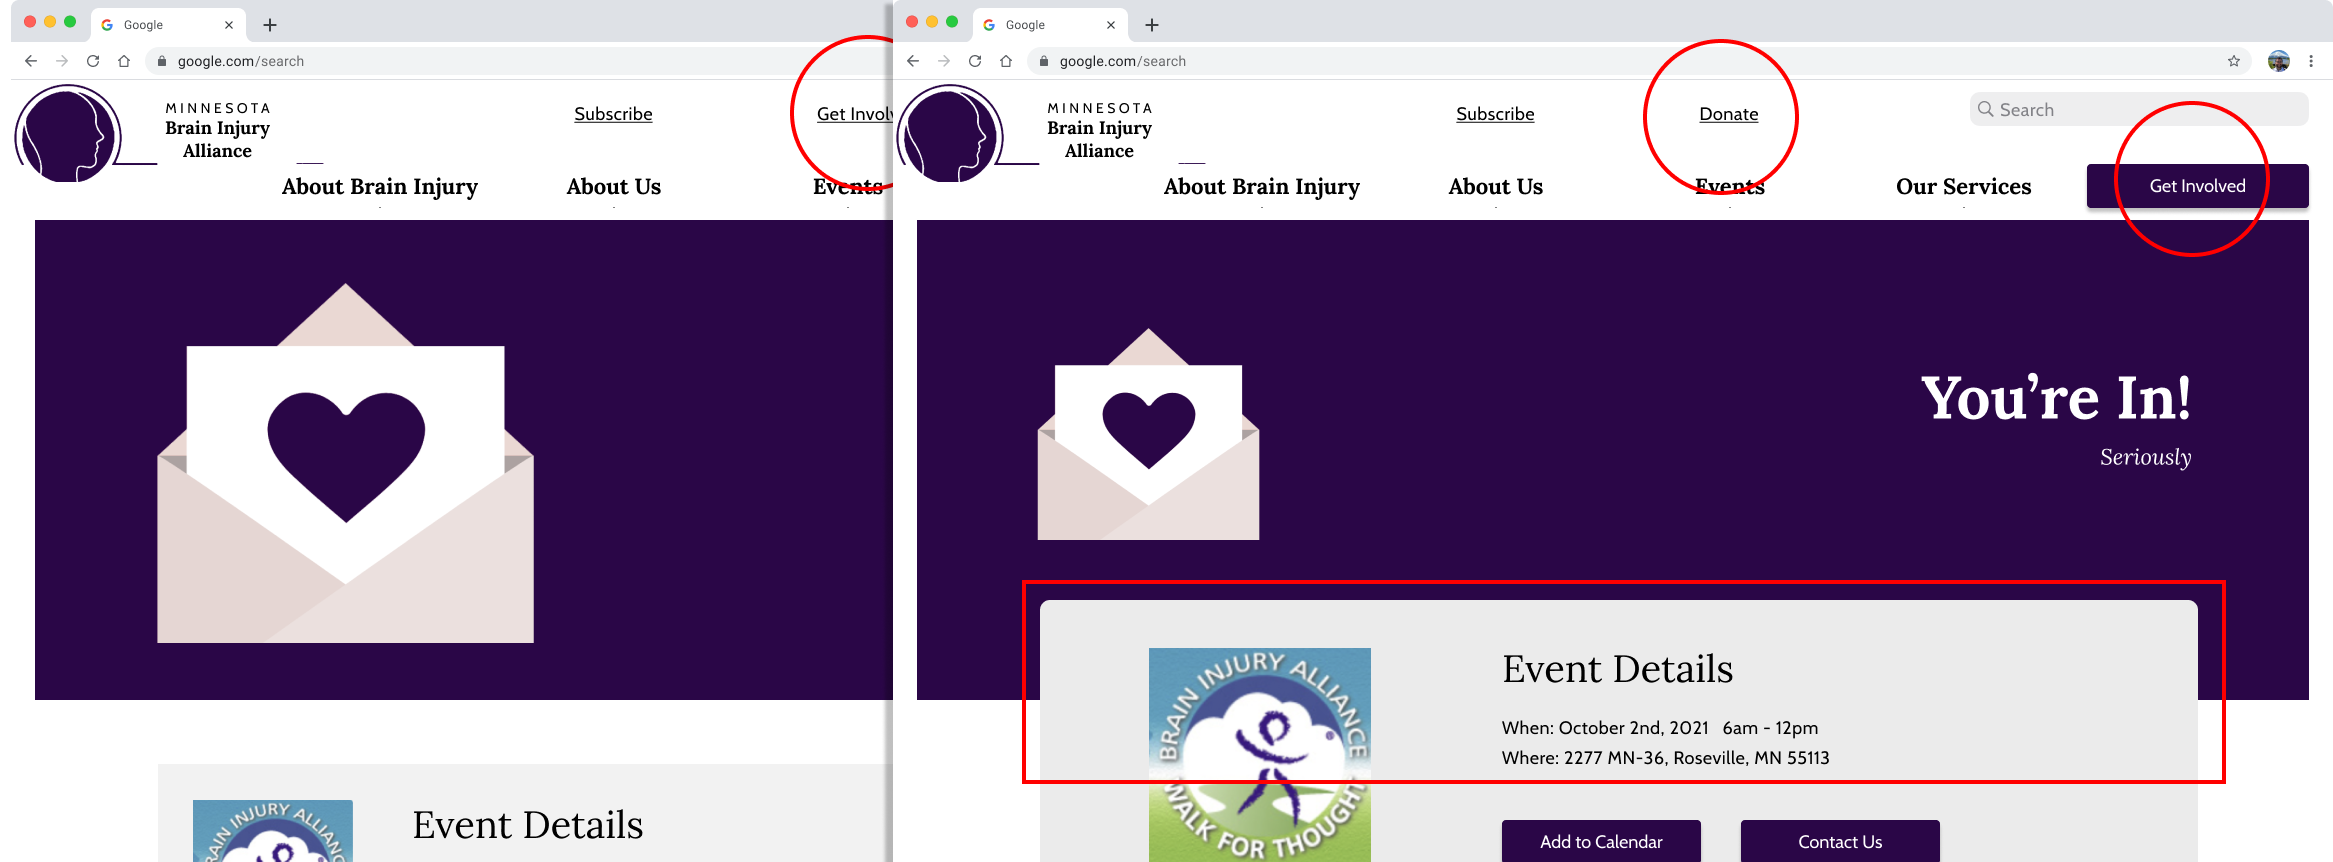 Google
google.com/search
MINNESOTA
Brain Injury
Alliance
Subscribe
Get Involv
About Brain Injury
About Us
Events
BRAIN INJURY ALLIANC
Event Details
Google
google.com/search
MINNESOTA
Brain Injury
Alliance
Subscribe
Donate
Search
About Brain Injury
About Us
Events
Our Services
Get Involved
You’re In!
Seriously
BRAIN INJURY ALLIANCE
WALK FOR THOUGHT
Event Details
When: October 2nd, 2021 6am - 12pm
Where: 2277 MN-36, Roseville, MN 55113
Add to Calendar
Contact Us